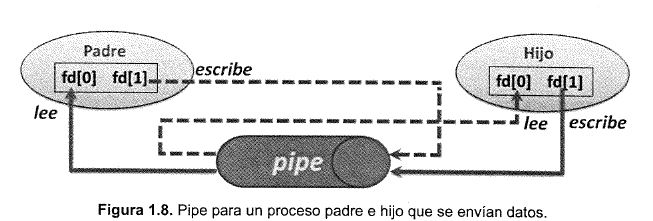 Padre
Hijo
fd[0] fd[1]
escribe
fd[0] fd[1]
lee
lee
escribe
pipe
Figura 1.8. Pipe para un proceso padre e hijo que se envían datos.